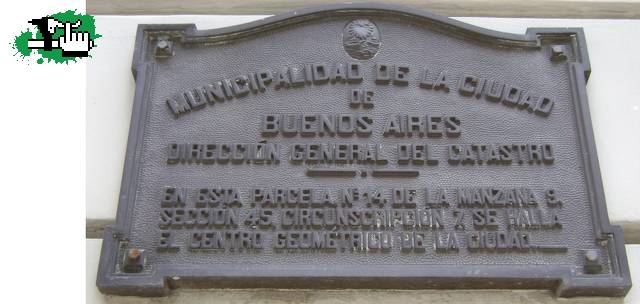 MUNICIPALIDAD DE LA CIUDAD
DE
BUENOS AIRES
DIRECCIÓN GENERAL DEL CATASTRO
EN ESTA PARCELA Nº 4 DE LA MANZANA 9,
SECCIÓN 45, CIRCUNSCRIPCIÓN 7, SE HALLA
EL CENTRO GEOMÉTRICO DE LA CIUDAD